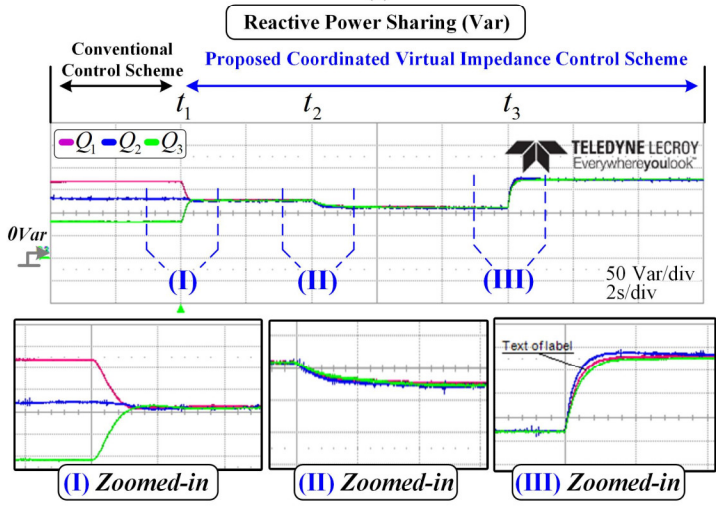 Reactive Power Sharing (Var)
Conventional
Control Scheme
Proposed Coordinated Virtual Impedance Control Scheme
t1
t2
t3
Q1 Q2 Q3
TELEDYNE LECROY
Everywhereyoulook™
0Var
(I)
(II)
(III)
50 Var/div
2s/div
Text of label
(I) Zoomed-in
(II) Zoomed-in
(III) Zoomed-in